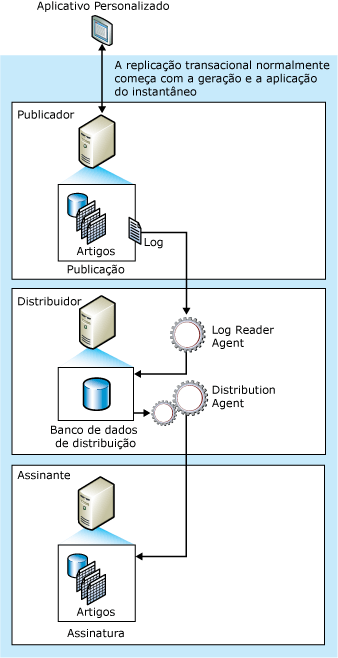 Aplicativo Personalizado
A replicação transacional normalmente
começa com a geração e a aplicação
do instantâneo
Publicador
Artigos
Log
Publicação
Distribuidor
Log Reader
Agent
Distribution
Agent
Banco de dados
de distribuição
Assinante
Artigos
Assinatura